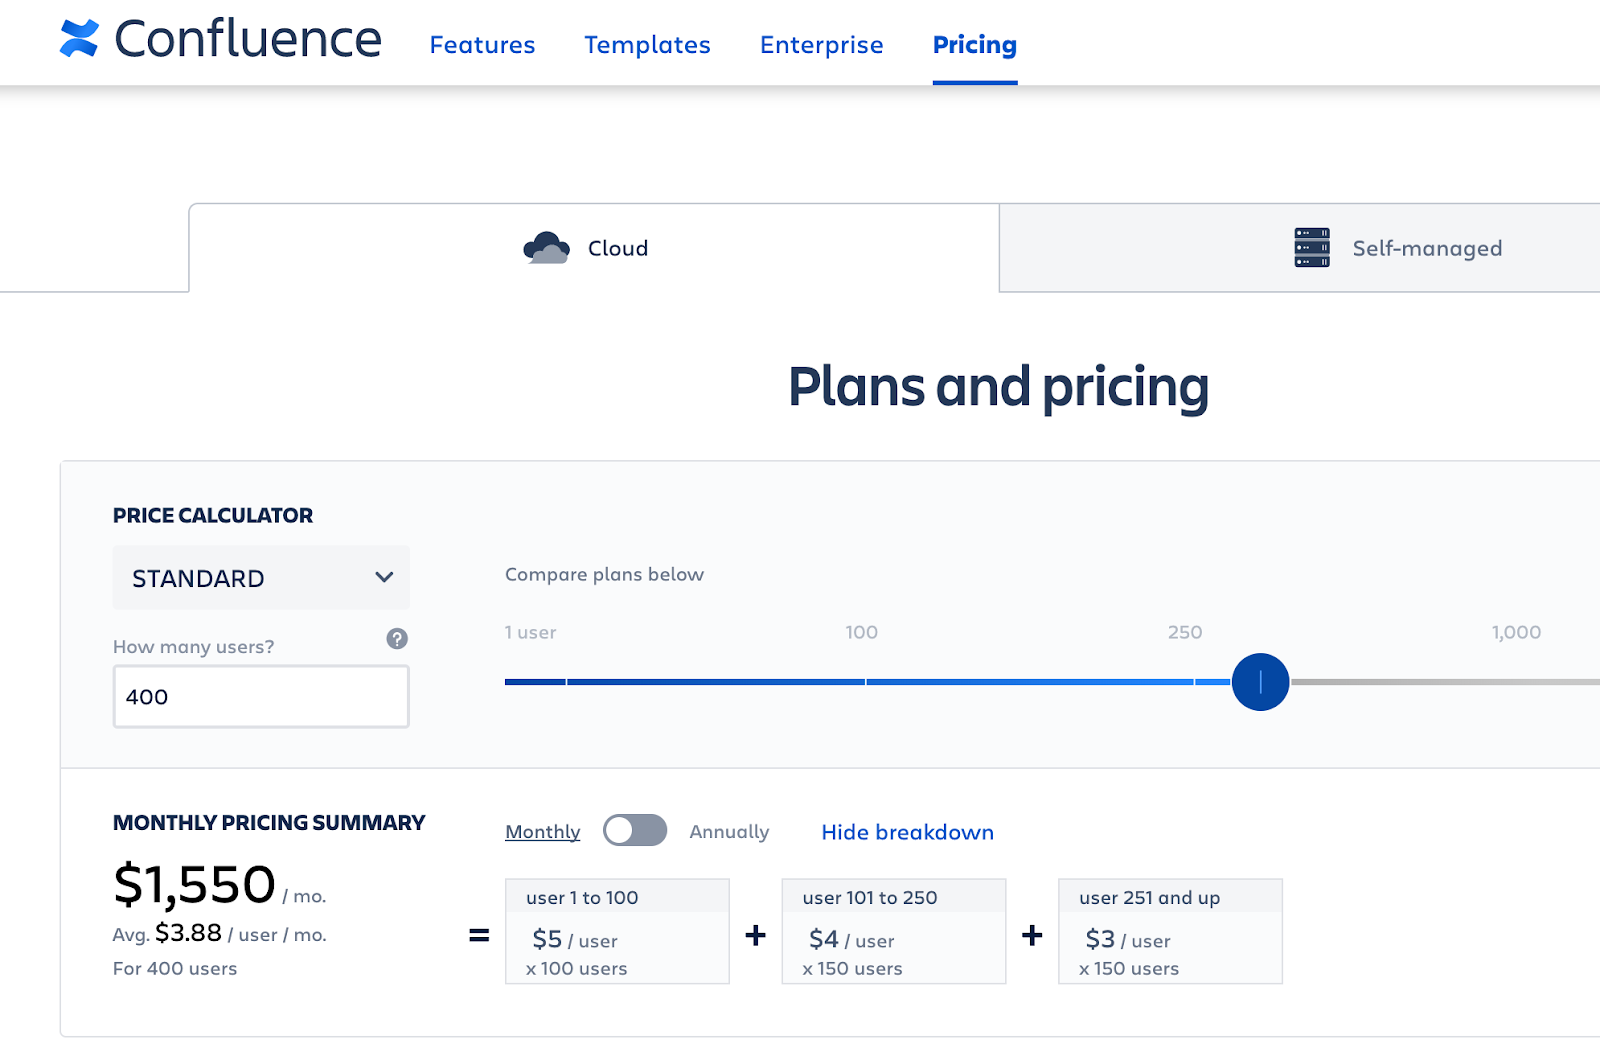 Confluence Features Templates Enterprise Pricing
Cloud Self-managed
Plans and pricing
PRICE CALCULATOR
STANDARD
Compare plans below
How many users? ?
400
1 user 100 250 1,000
MONTHLY PRICING SUMMARY
$1,550 / mo.
Avg. $3.88 / user / mo.
For 400 users
Monthly Annually Hide breakdown
=
user 1 to 100
$5 / user
x 100 users
+
user 101 to 250
$4 / user
x 150 users
+
user 251 and up
$3 / user
x 150 users